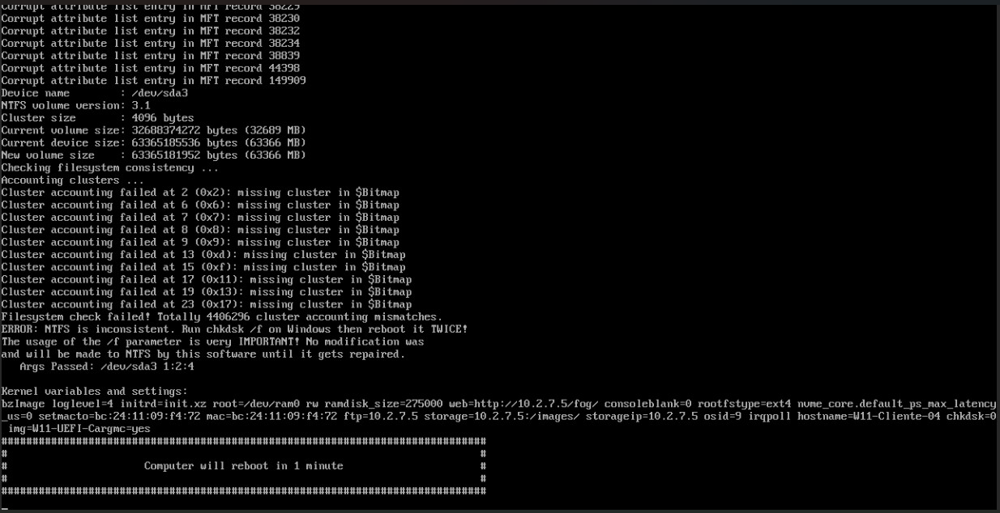 Corrupt attribute list entry in MFT record 38229
Corrupt attribute list entry in MFT record 38230
Corrupt attribute list entry in MFT record 38232
Corrupt attribute list entry in MFT record 38234
Corrupt attribute list entry in MFT record 38839
Corrupt attribute list entry in MFT record 44398
Corrupt attribute list entry in MFT record 149909
Device name        : /dev/sda3
NTFS volume version: 3.1
Cluster size       : 4096 bytes
Current volume size: 32688374272 bytes (32689 MB)
Current device size: 63365185536 bytes (63366 MB)
New volume size    : 63365181952 bytes (63366 MB)
Checking filesystem consistency ...
Accounting clusters ...
Cluster accounting failed at 2 (0x2): missing cluster in $Bitmap
Cluster accounting failed at 6 (0x6): missing cluster in $Bitmap
Cluster accounting failed at 7 (0x7): missing cluster in $Bitmap
Cluster accounting failed at 8 (0x8): missing cluster in $Bitmap
Cluster accounting failed at 9 (0x9): missing cluster in $Bitmap
Cluster accounting failed at 13 (0xd): missing cluster in $Bitmap
Cluster accounting failed at 15 (0xf): missing cluster in $Bitmap
Cluster accounting failed at 17 (0x11): missing cluster in $Bitmap
Cluster accounting failed at 19 (0x13): missing cluster in $Bitmap
Cluster accounting failed at 23 (0x17): missing cluster in $Bitmap
Filesystem check failed! Totally 4406296 cluster accounting mismatches.
ERROR: NTFS is inconsistent. Run chkdsk /f on Windows then reboot it TWICE!
The usage of the /f parameter is very IMPORTANT! No modification was
and will be made to NTFS by this software until it gets repaired.
   Args Passed: /dev/sda3 1:2:4

Kernel variables and settings:
bzImage loglevel=4 initrd=init.xz root=/dev/ram0 rw ramdisk_size=275000 web=http://10.2.7.5/fog/ consoleblank=0 rootfstype=ext4 nvme_core.default_ps_max_latency
_us=0 setmacto=bc:24:11:09:f4:72 mac=bc:24:11:09:f4:72 ftp=10.2.7.5 storage=10.2.7.5:/images/ storageip=10.2.7.5 osid=9 irqpoll hostname=W11-Cliente-04 chkdsk=0
 img=W11-UEFI-Cargmc=yes
##############################################################################
#                                                                            #
#                      Computer will reboot in 1 minute                      #
#                                                                            #
##############################################################################
_